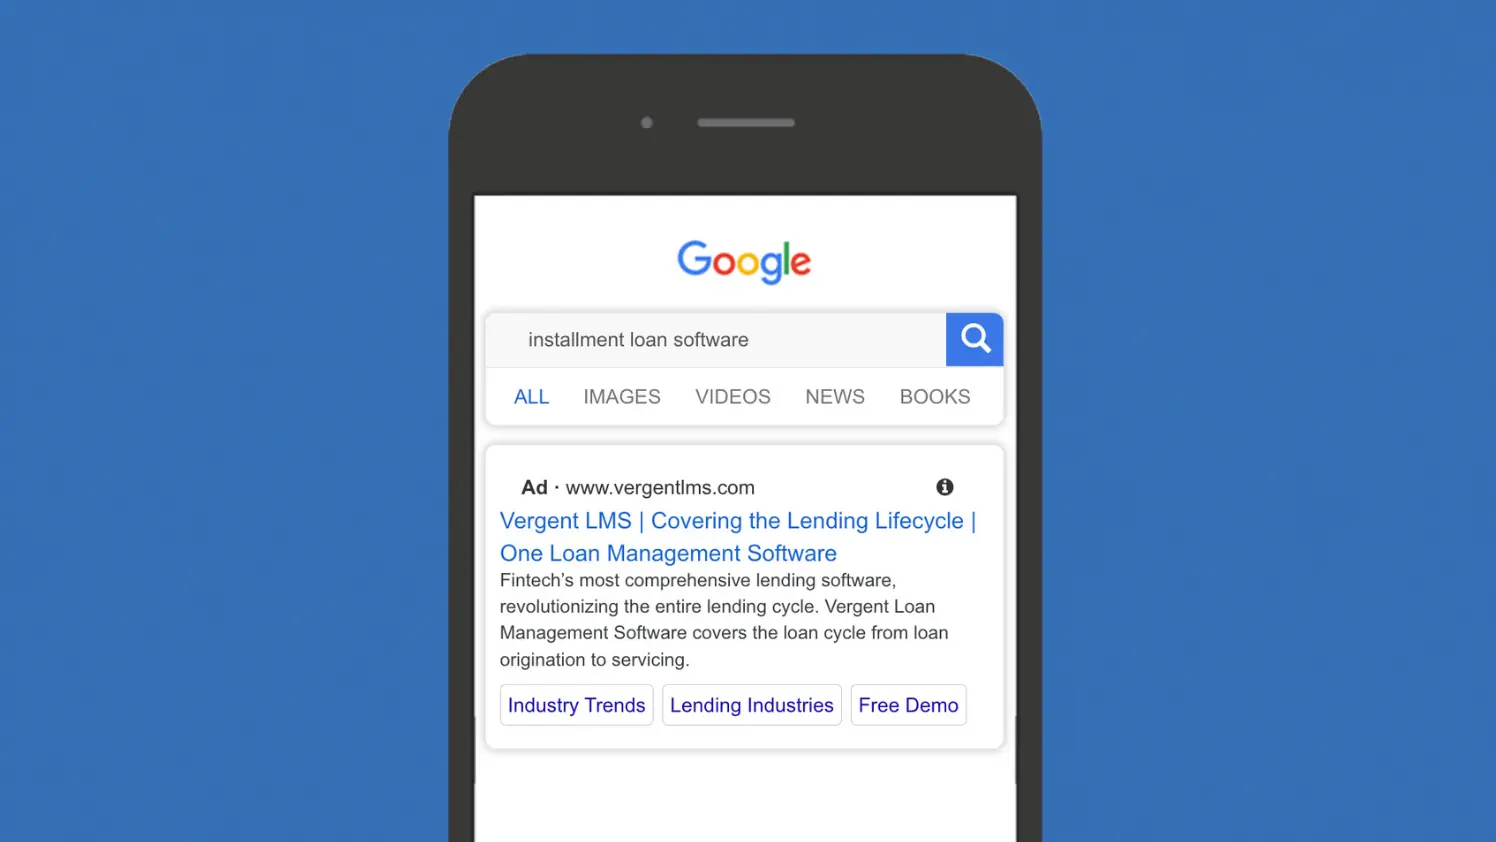 Google
installment loan software
ALL IMAGES VIDEOS NEWS BOOKS
Ad · www.vergentlms.com
Vergent LMS | Covering the Lending Lifecycle |
One Loan Management Software
Fintech’s most comprehensive lending software,
revolutionizing the entire lending cycle. Vergent Loan
Management Software covers the loan cycle from loan
origination to servicing.
Industry Trends Lending Industries Free Demo